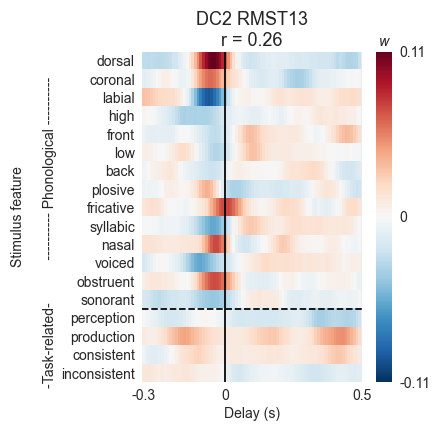 DC2 RMST13
r = 0.26
w
0.11
0
-0.11
Stimulus feature
---------- Phonological ----------
-Task-related-
dorsal
coronal
labial
high
front
low
back
plosive
fricative
syllabic
nasal
voiced
obstruent
sonorant
perception
production
consistent
inconsistent
-0.3
0
0.5
Delay (s)